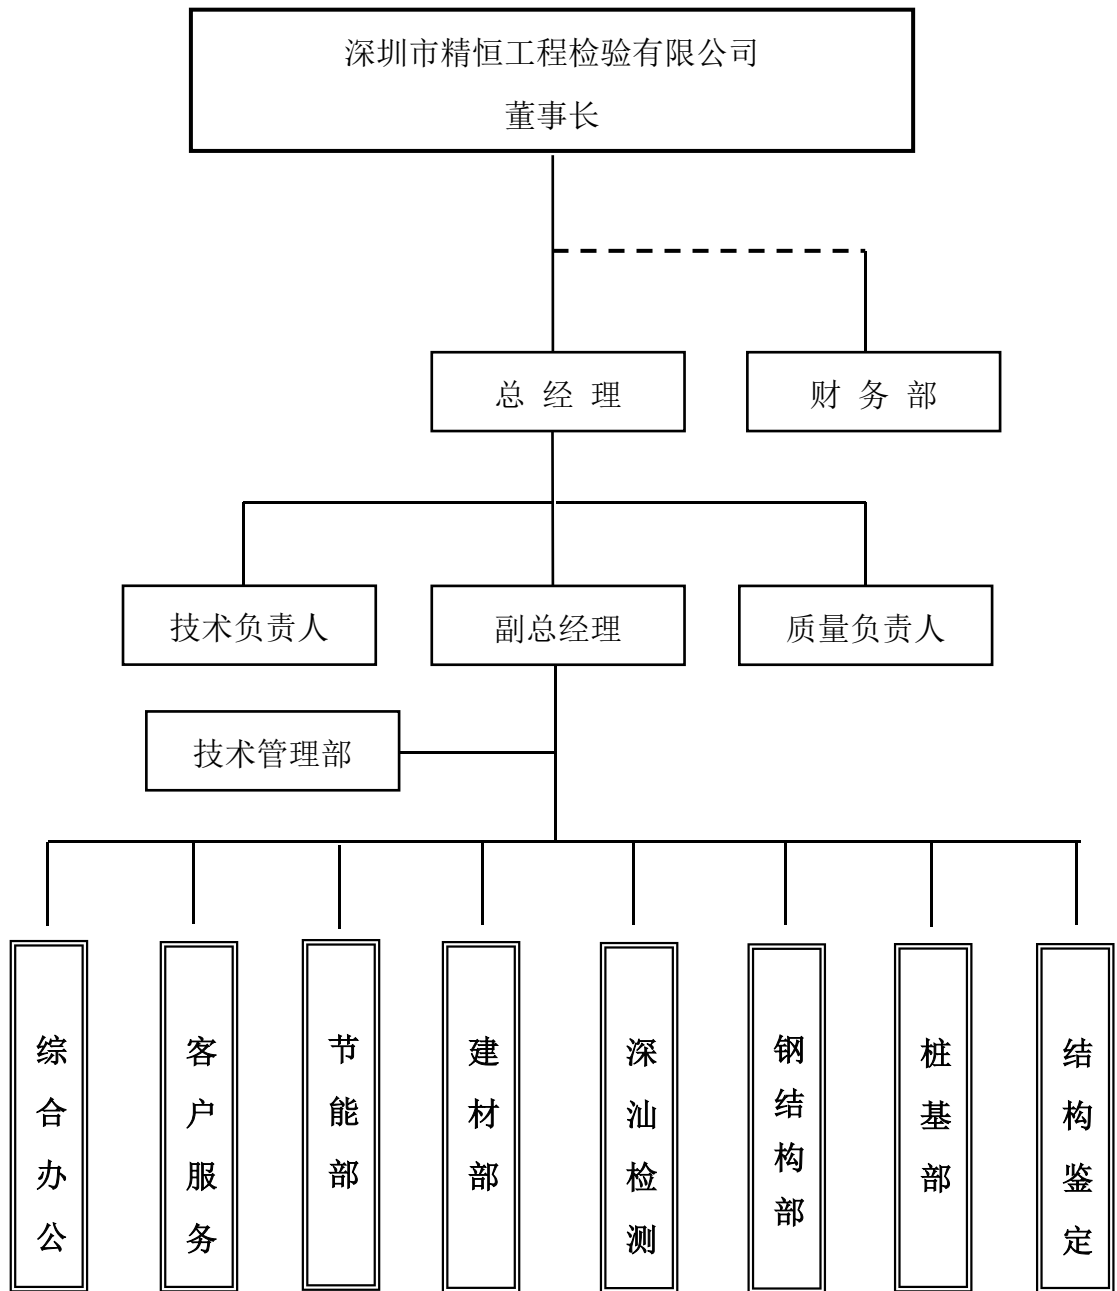 深圳市精恒工程检验有限公司
董事长
总 经 理
财 务 部
技术负责人
副总经理
质量负责人
技术管理部
综合办公
客户服务
节能部
建材部
深汕检测
钢结构部
桩基部
结构鉴定